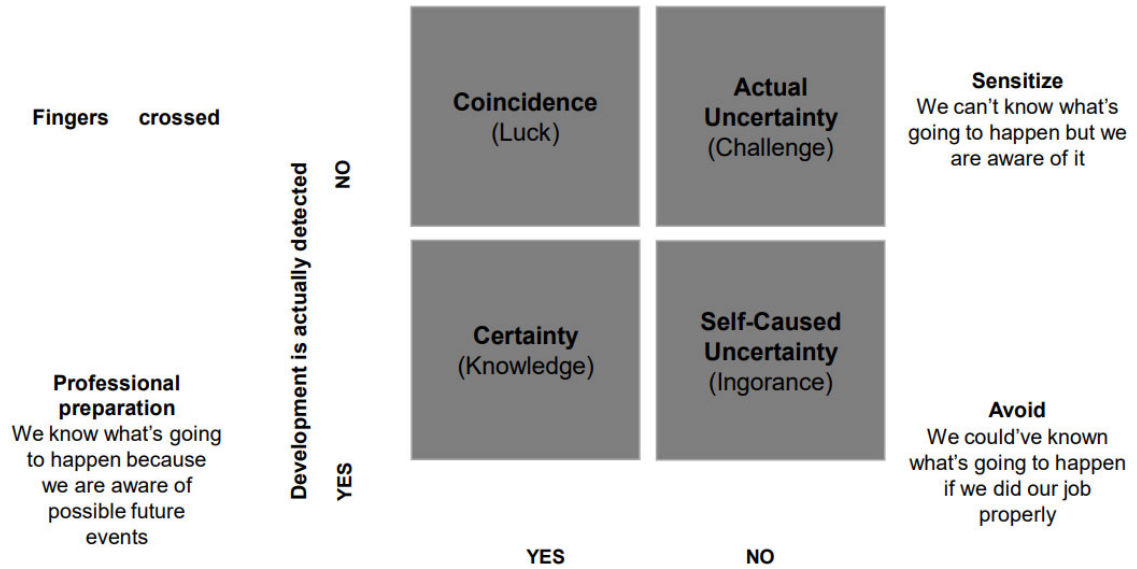 Fingers crossed
Coincidence
(Luck)
Actual
Uncertainty
(Challenge)
Sensitize
We can't know what's
going to happen but we
are aware of it
Development is actually detected
NO
YES
Professional
preparation
We know what's going
to happen because
we are aware of
possible future
events
Certainty
(Knowledge)
Self-Caused
Uncertainty
(Ingorance)
Avoid
We could've known
what's going to happen
if we did our job
properly
YES
NO